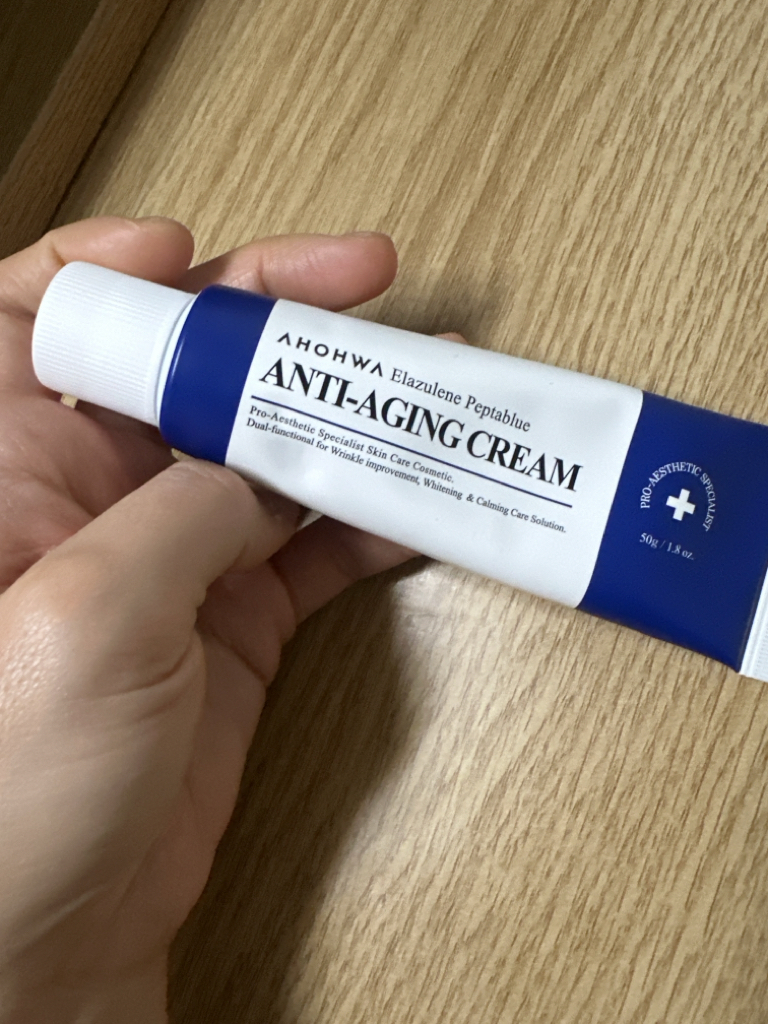 AHOHWA Elazulene Peptablue
ANTI-AGING CREAM
Pro-Aesthetic Specialist Skin Care Cosmetic.
Dual-functional for Wrinkle improvement, Whitening & Calming Care Solution.
PRO-AESTHETIC SPECIALIST
50g / 1.8 oz.